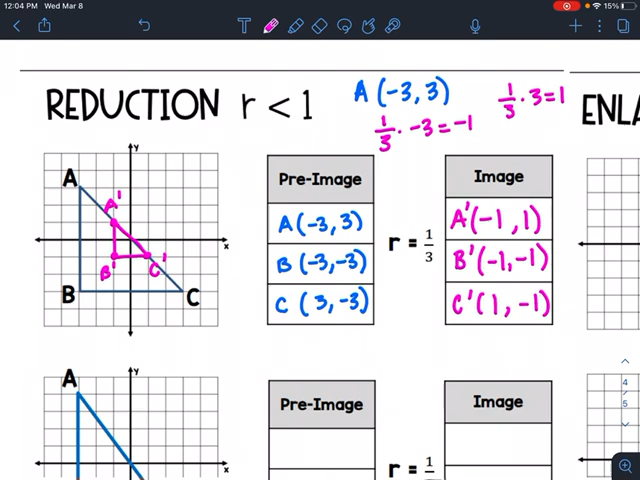 12:04 PM Wed Mar 8
15%
REDUCTION r < 1
A (-3, 3)
1/3 · -3 = -1
1/3 · 3 = 1
ENLA
y
x
A
B
C
A'
B'
C'
Pre-Image
A (-3, 3)
B (-3, -3)
C (3, -3)
r = 1/3
Image
A' (-1, 1)
B' (-1, -1)
C' (1, -1)
A
y
x
Pre-Image
r = 1/
Image
4
5